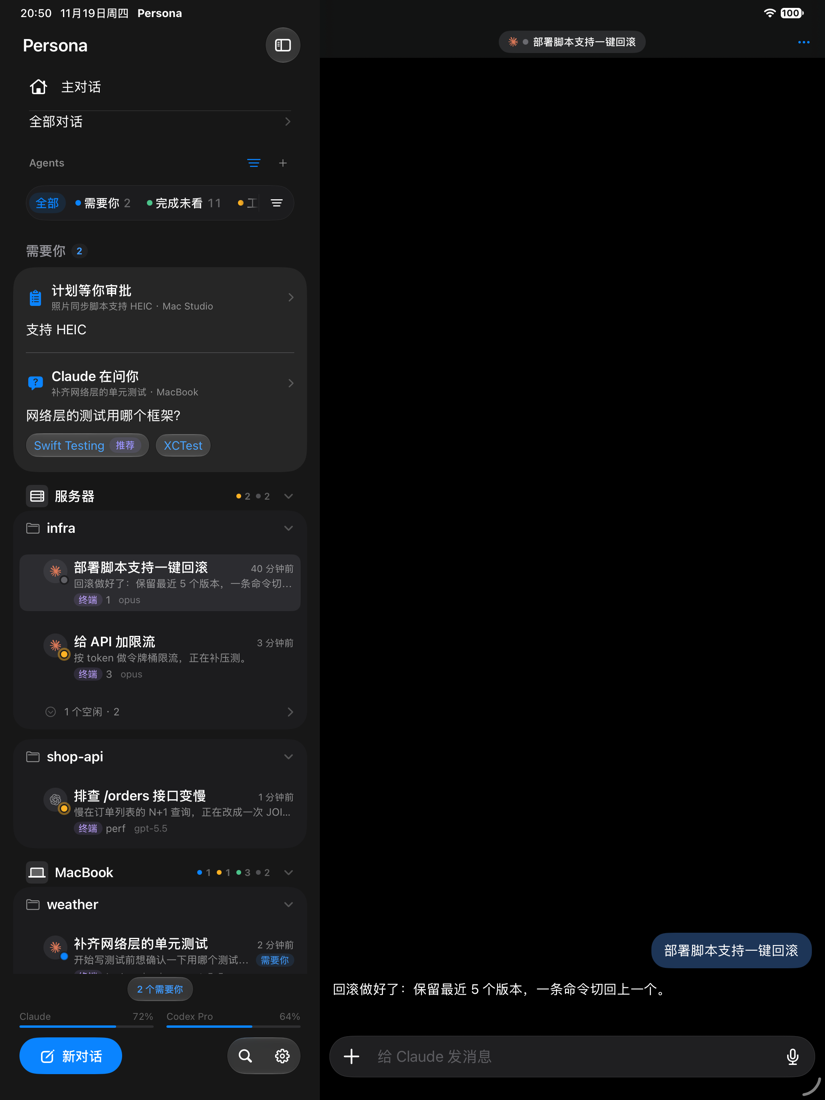 20:50 11月19日周四 Persona
100
Persona
主对话
全部对话
Agents
全部 需要你 2 完成未看 11 工
需要你 2
计划等你审批
照片同步脚本支持 HEIC · Mac Studio
支持 HEIC
Claude 在问你
补齐网络层的单元测试 · MacBook
网络层的测试用哪个框架?
Swift Testing 推荐 XCTest
服务器 2 2
infra
部署脚本支持一键回滚 40 分钟前
回滚做好了：保留最近 5 个版本，一条命令切...
终端 1 opus
给 API 加限流 3 分钟前
按 token 做令牌桶限流，正在补压测。
终端 3 opus
1 个空闲 · 2
shop-api
排查 /orders 接口变慢 1 分钟前
慢在订单列表的 N+1 查询，正在改成一次 JOI...
终端 perf gpt-5.5
MacBook 1 1 3 2
weather
补齐网络层的单元测试 2 分钟前
开始写测试前想确认一下用哪个测试... 需要你
2 个需要你
Claude 72% Codex Pro 64%
新对话
部署脚本支持一键回滚
部署脚本支持一键回滚
回滚做好了：保留最近 5 个版本，一条命令切回上一个。
给 Claude 发消息